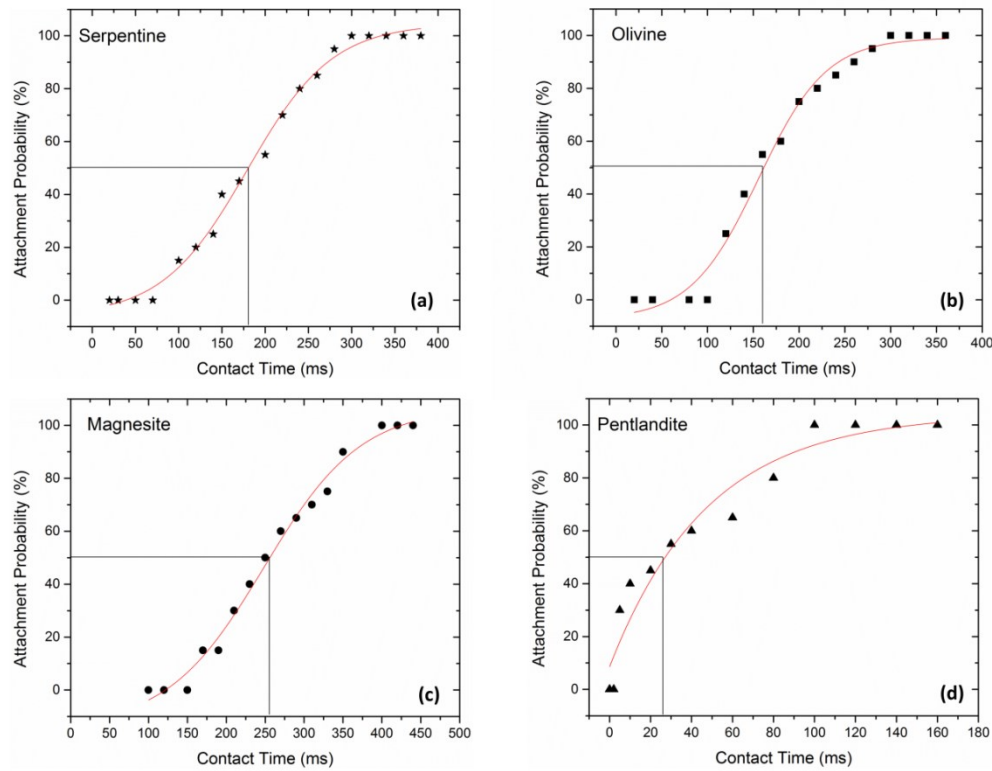 Serpentine
100
80
60
40
20
0
Attachment Probability (%)
0 50 100 150 200 250 300 350 400
Contact Time (ms)
(a)
Olivine
100
80
60
40
20
0
Attachment Probability (%)
0 50 100 150 200 250 300 350 400
Contact Time (ms)
(b)
Magnesite
100
80
60
40
20
0
Attachment Probability (%)
0 50 100 150 200 250 300 350 400 450 500
Contact Time (ms)
(c)
Pentlandite
100
80
60
40
20
0
Attachment Probability (%)
0 20 40 60 80 100 120 140 160 180
Contact Time (ms)
(d)